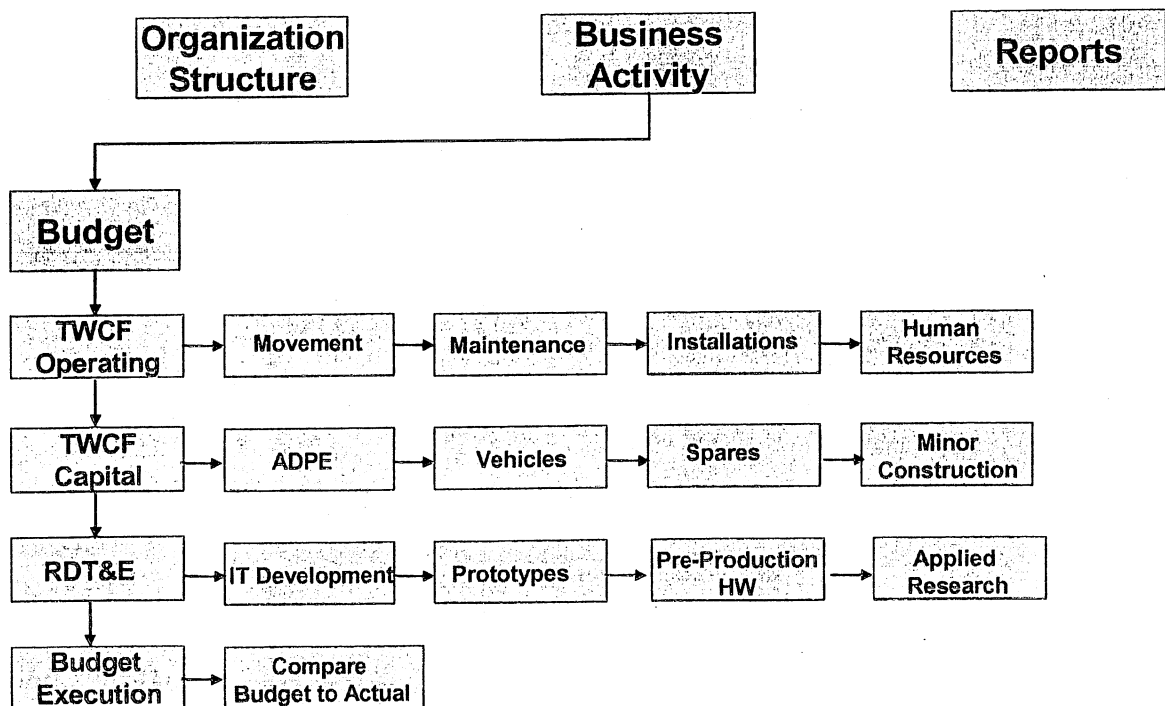 Organization
Structure
Business
Activity
Reports
Budget
TWCF
Operating
Movement
Maintenance
Installations
Human
Resources
TWCF
Capital
ADPE
Vehicles
Spares
Minor
Construction
RDT&E
IT Development
Prototypes
Pre-Production
HW
Applied
Research
Budget
Execution
Compare
Budget to Actual